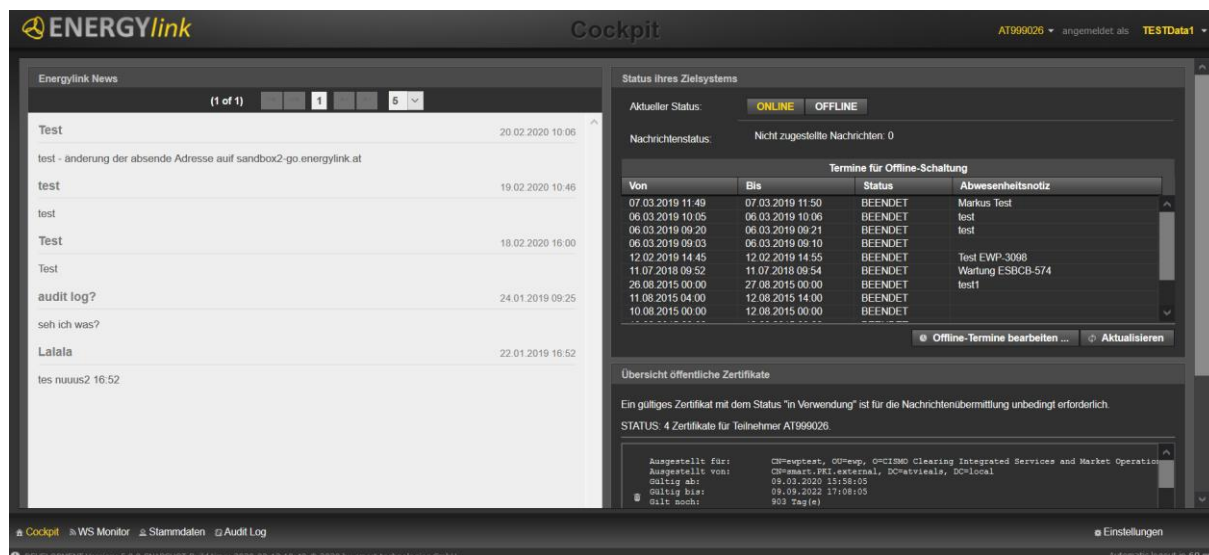 ENERGYlink
Cockpit
AT999026 angemeldet als TESTData1
Energylink News
(1 of 1) 1 5
Test 20.02.2020 10:06
test - änderung der absende Adresse auif sandbox2-go.energylink.at
test 19.02.2020 10:46
test
Test 18.02.2020 16:00
Test
audit log? 24.01.2019 09:25
seh ich was?
Lalala 22.01.2019 16:52
tes nuuus2 16:52
Status ihres Zielsystems
Aktueller Status: ONLINE OFFLINE
Nachrichtenstatus: Nicht zugestellte Nachrichten: 0
Termine für Offline-Schaltung
Von Bis Status Abwesenheitsnotiz
07.03.2019 11:49 07.03.2019 11:50 BEENDET Markus Test
06.03.2019 10:05 06.03.2019 10:06 BEENDET test
06.03.2019 09:20 06.03.2019 09:21 BEENDET test
06.03.2019 09:03 06.03.2019 09:10 BEENDET
12.02.2019 14:45 12.02.2019 14:55 BEENDET Test EWP-3098
11.07.2018 09:52 11.07.2018 09:54 BEENDET Wartung ESBCB-574
26.08.2015 00:00 27.08.2015 00:00 BEENDET test1
11.08.2015 04:00 12.08.2015 14:00 BEENDET
10.08.2015 00:00 12.08.2015 00:00 BEENDET
Offline-Termine bearbeiten ... Aktualisieren
Übersicht öffentliche Zertifikate
Ein gültiges Zertifikat mit dem Status "in Verwendung" ist für die Nachrichtenübermittlung unbedingt erforderlich.
STATUS: 4 Zertifikate für Teilnehmer AT999026.
Ausgestellt für: CN=ewptest, OU=ewp, O=CISMO Clearing Integrated Services and Market Operation
Ausgestellt von: CN=smart.PKI.external, DC=atvieals, DC=local
Gültig ab: 09.03.2020 15:58:05
Gültig bis: 09.09.2022 17:08:05
Gilt noch: 903 Tag(e)
Cockpit WS Monitor Stammdaten Audit Log Einstellungen